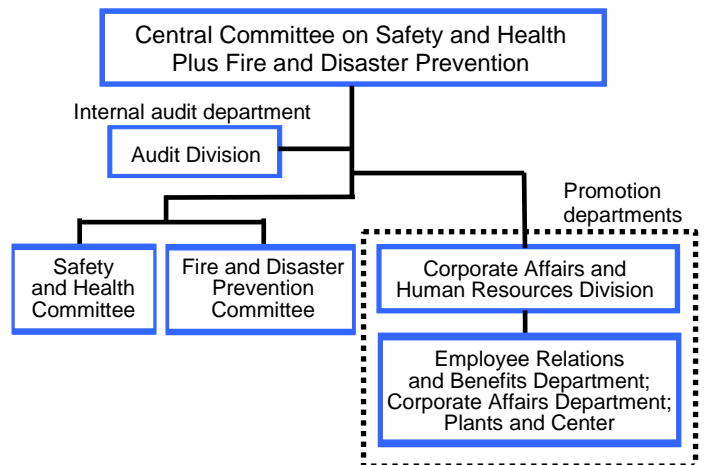 Central Committee on Safety and Health
Plus Fire and Disaster Prevention
Internal audit department
Audit Division
Promotion
departments
Safety
and Health
Committee
Fire and Disaster
Prevention
Committee
Corporate Affairs and
Human Resources Division
Employee Relations
and Benefits Department;
Corporate Affairs Department;
Plants and Center